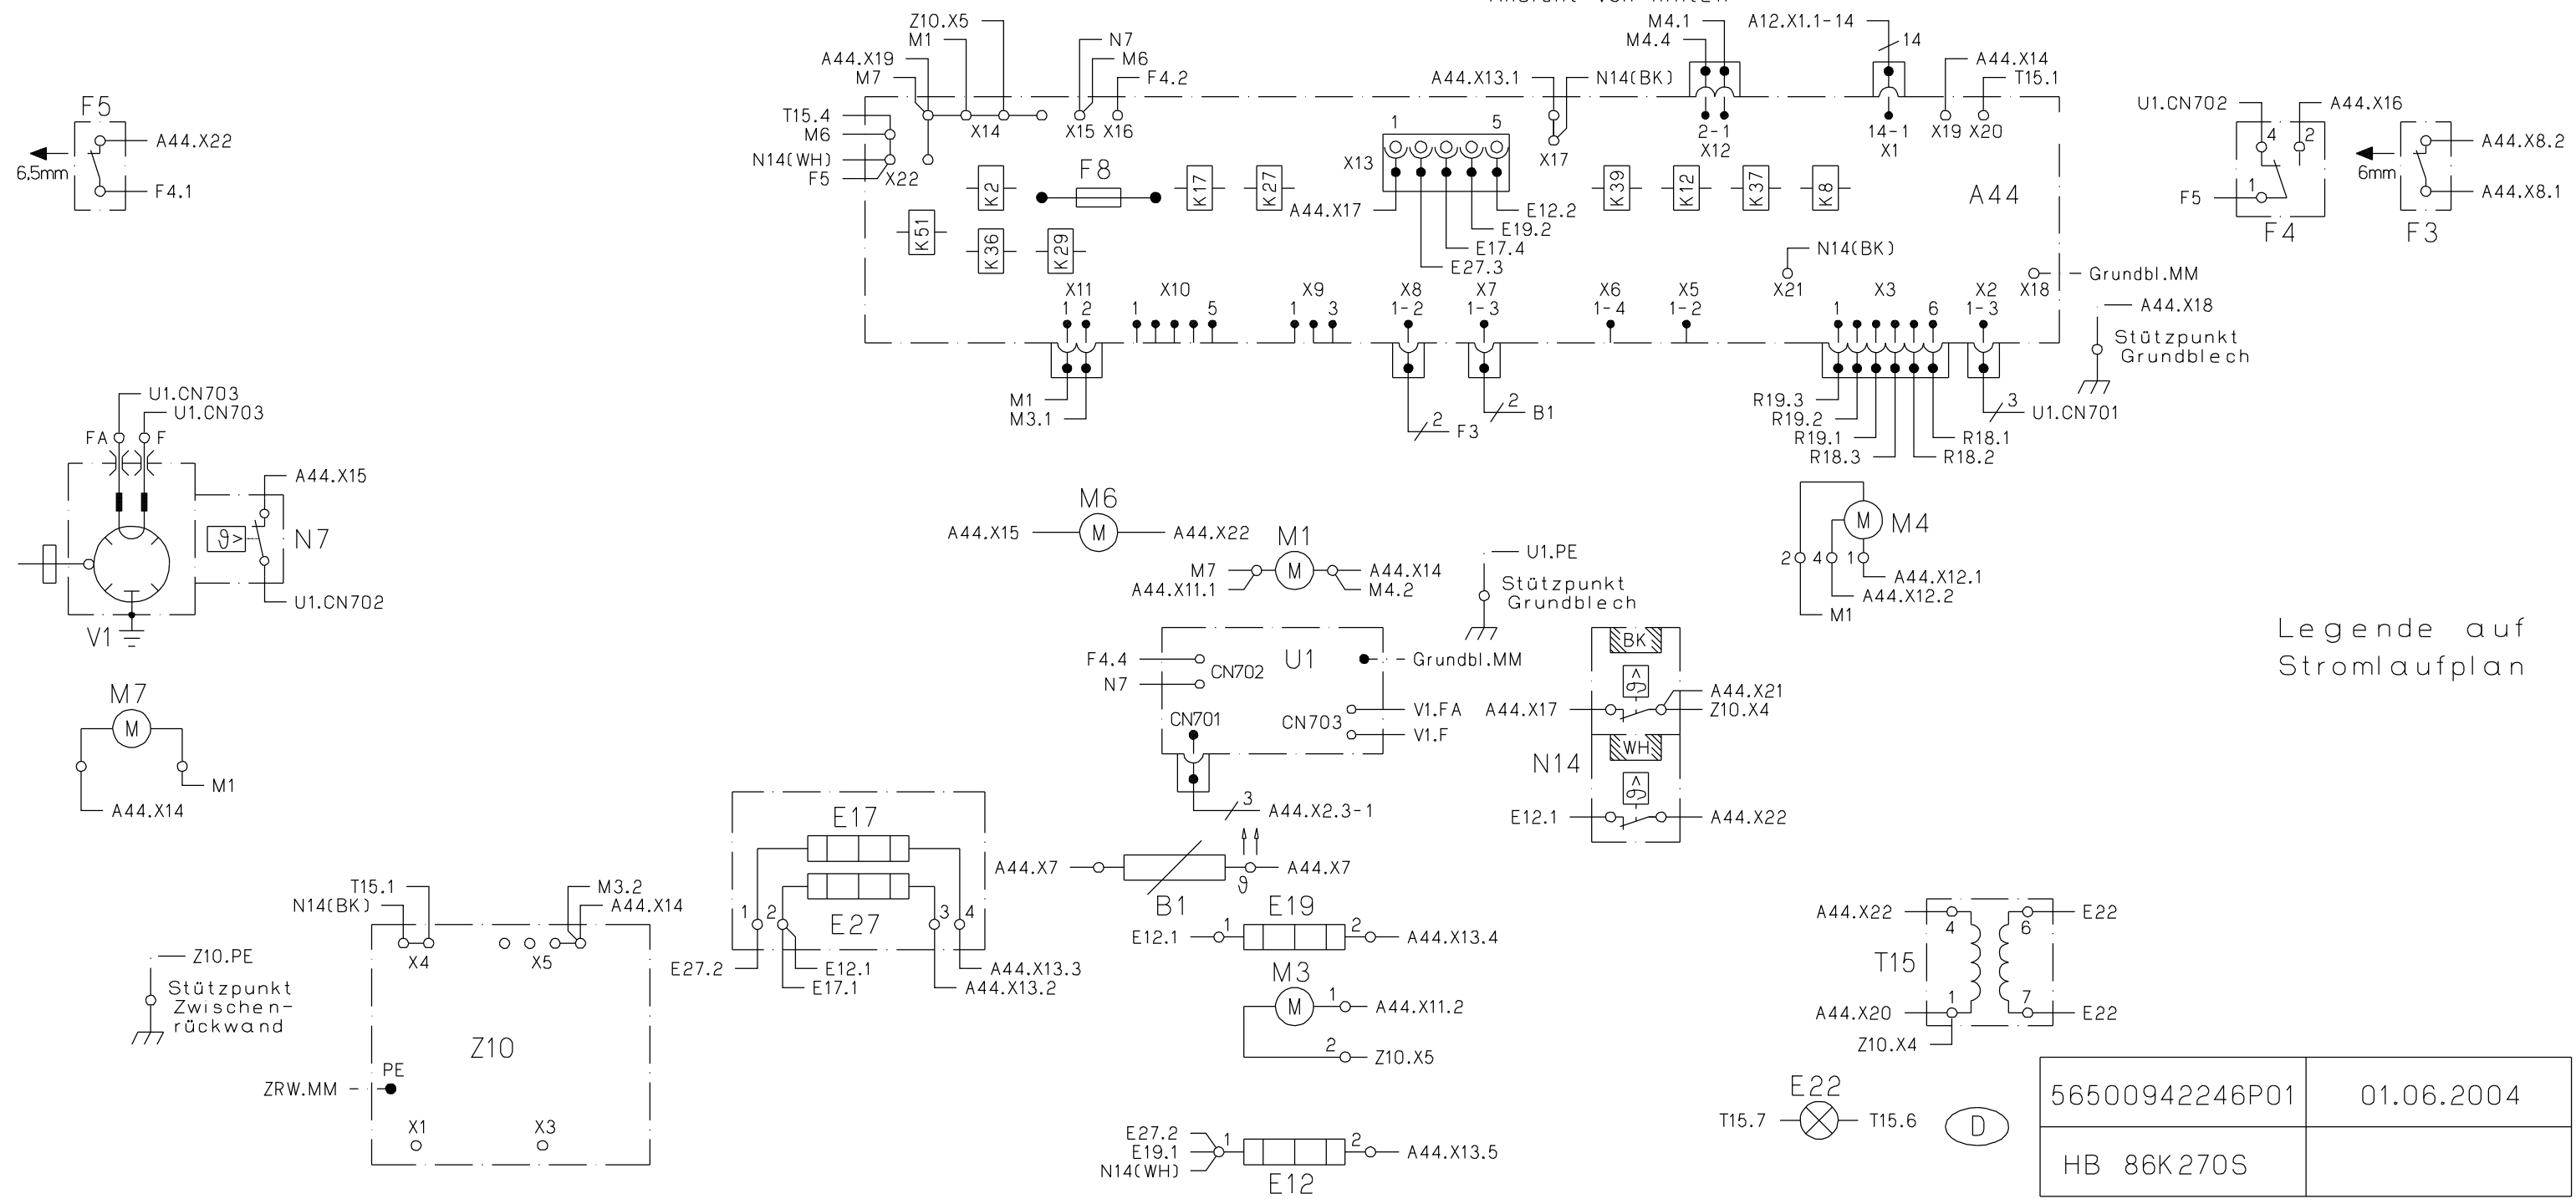 Z10.X5
M1
A44.X19
M7
N7
M6
F4.2
A44.X13.1
N14(BK)
M4.1
M4.4
A12.X1.1-14
14
A44.X14
T15.1
F5
A44.X22
6,5mm
F4.1
T15.4
M6
N14(WH)
F5
X22
X14
X15
X16
X13
1
5
X17
2-1
X12
14-1
X1
X19
X20
U1.CN702
A44.X16
4
2
1
F5
F4
A44.X8.2
6mm
A44.X8.1
F3
K51
K2
K36
F8
K29
K17
K27
A44.X17
E12.2
E19.2
E17.4
E27.3
K39
K12
K37
K8
A44
N14(BK)
X21
Grundbl.MM
X18
A44.X18
Stützpunkt
Grundblech
X11
1 2
X10
1
5
X9
1
3
X8
1-2
X7
1-3
X6
1-4
X5
1-2
X3
1
6
X2
1-3
M1
M3.1
2
F3
2
B1
R19.3
R19.2
R19.1
R18.3
R18.1
R18.2
3
U1.CN701
U1.CN703
U1.CN703
FA
F
A44.X15
ϑ>
N7
U1.CN702
V1
M6
A44.X15
M
A44.X22
M1
M7
A44.X11.1
M
A44.X14
M4.2
U1.PE
Stützpunkt
Grundblech
M
M4
2
4
1
A44.X12.1
A44.X12.2
M1
Legende auf
Stromlaufplan
M7
M
M1
A44.X14
F4.4
N7
CN702
U1
Grundbl.MM
CN701
CN703
V1.FA
V1.F
3
A44.X2.3-1
BK
ϑ>
A44.X17
A44.X21
Z10.X4
WH
N14
ϑ>
E12.1
A44.X22
E17
E27
1
2
3
4
E27.2
E12.1
E17.1
A44.X13.3
A44.X13.2
A44.X7
A44.X7
ϑ
B1
E19
E12.1
1
2
A44.X13.4
M3
M
1
A44.X11.2
2
Z10.X5
E27.2
E19.1
N14(WH)
1
2
A44.X13.5
E12
T15.1
N14(BK)
M3.2
A44.X14
X4
X5
Z10.PE
Stützpunkt
Zwischen-
rückwand
Z10
PE
ZRW.MM
X1
X3
A44.X22
4
6
E22
T15
A44.X20
1
7
E22
Z10.X4
E22
T15.7
T15.6
D
56500942246P01
01.06.2004
HB 86K270S